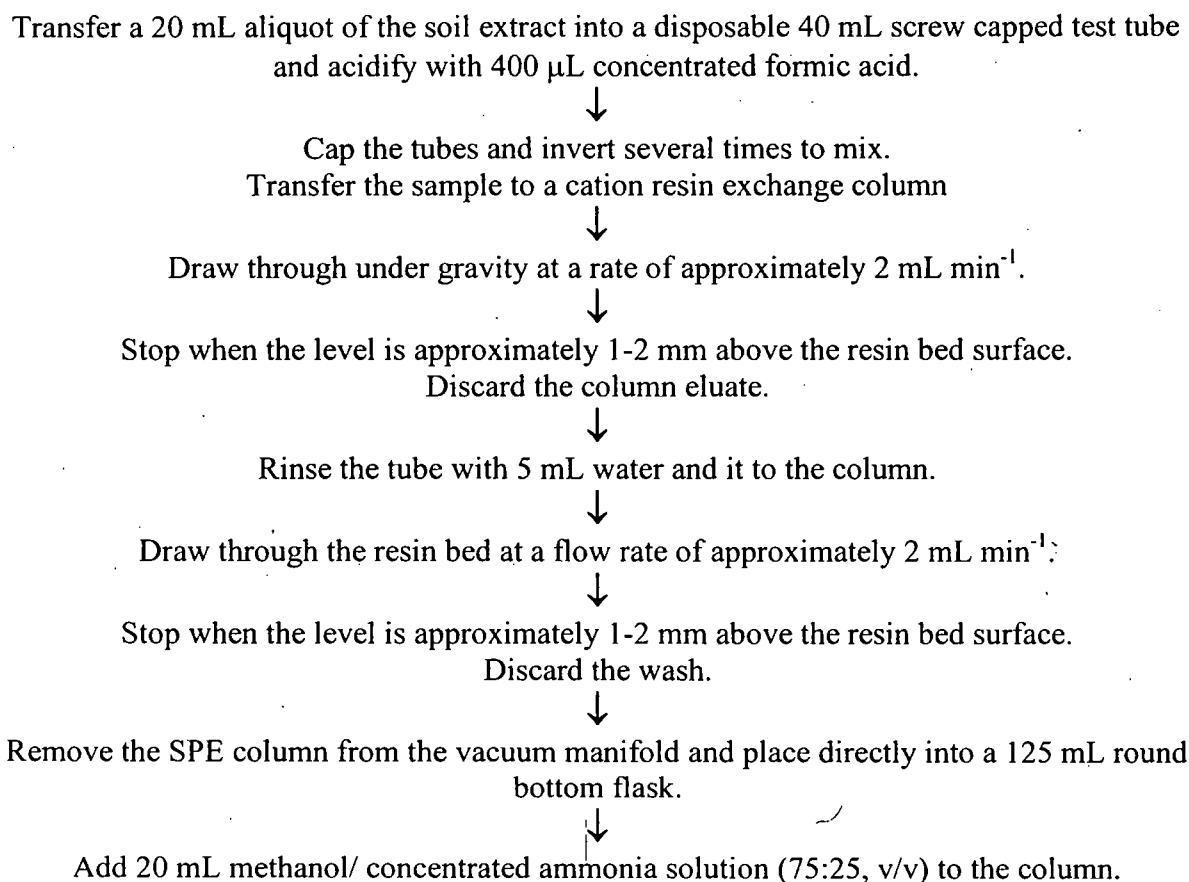 Transfer a 20 mL aliquot of the soil extract into a disposable 40 mL screw capped test tube
and acidify with 400 µL concentrated formic acid.
↓
Cap the tubes and invert several times to mix.
Transfer the sample to a cation resin exchange column
↓
Draw through under gravity at a rate of approximately 2 mL min⁻¹.
↓
Stop when the level is approximately 1-2 mm above the resin bed surface.
Discard the column eluate.
↓
Rinse the tube with 5 mL water and it to the column.
↓
Draw through the resin bed at a flow rate of approximately 2 mL min⁻¹.
↓
Stop when the level is approximately 1-2 mm above the resin bed surface.
Discard the wash.
↓
Remove the SPE column from the vacuum manifold and place directly into a 125 mL round
bottom flask.
↓
Add 20 mL methanol/ concentrated ammonia solution (75:25, v/v) to the column.